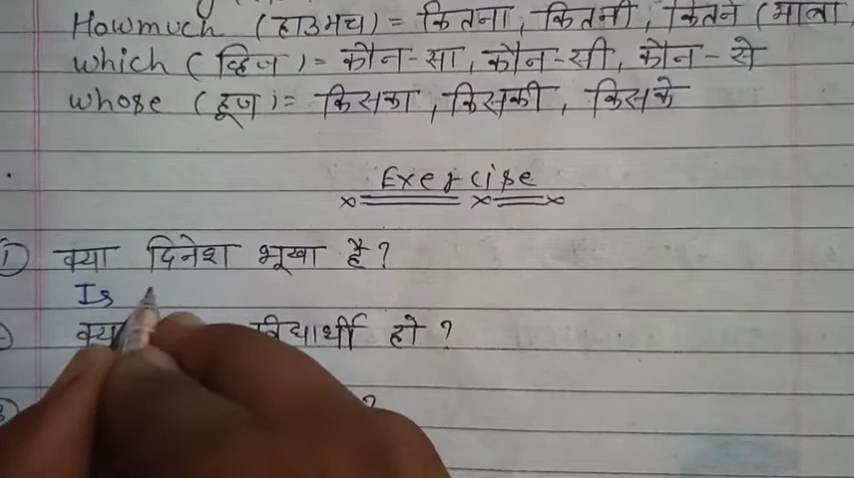 Howmuch (हाउमच) = कितना, कितनी, कितने (मात्रा,
which (व्हिज) = कौन-सा, कौन-सी, कौन-से
whose (हूज) = किसका, किसकी, किसके
Exercise
① क्या दिनेश भूखा है?
Is
क्या विद्यार्थी हो ?
?